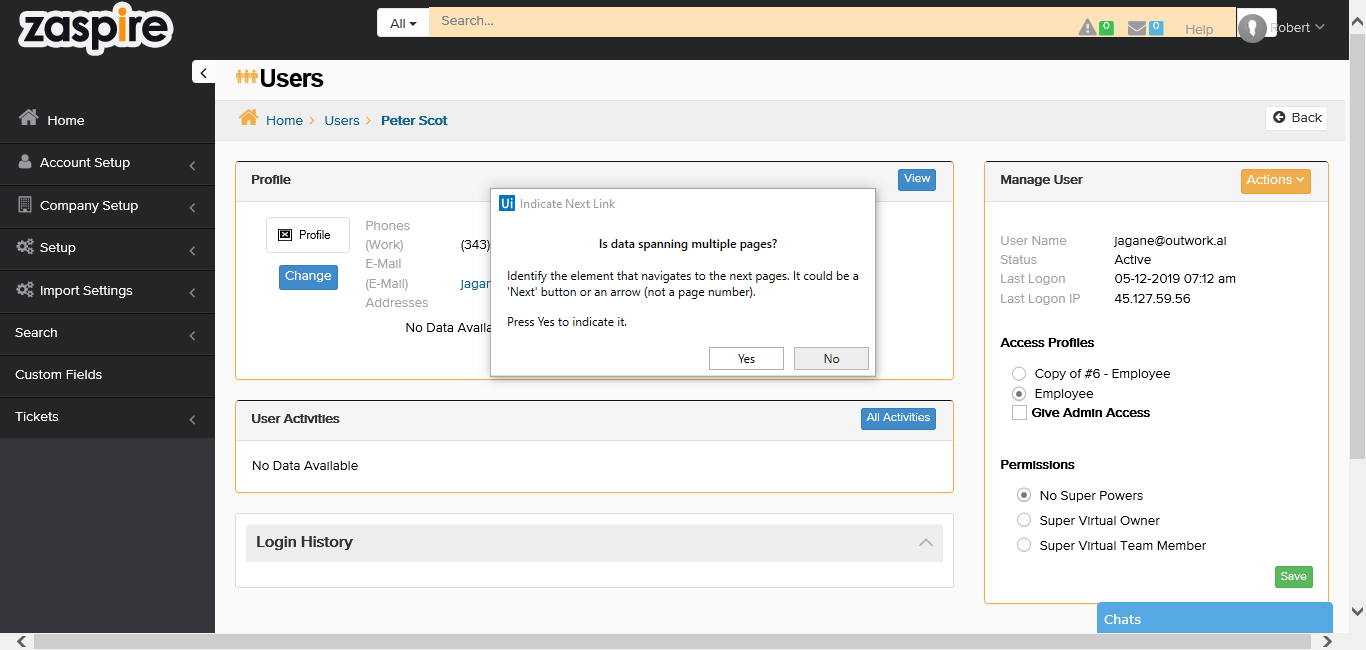 zaspire
All
Search...
0
0
Help
Robert
Users
Home
Users
Peter Scot
Back
Home
Account Setup
Company Setup
Setup
Import Settings
Search
Custom Fields
Tickets
Profile
View
Profile
Change
Phones
(Work) (343)
E-Mail
(E-Mail)
Addresses
Ui Indicate Next Link
Is data spanning multiple pages?
Identify the element that navigates to the next pages. It could be a
'Next' button or an arrow (not a page number).
Press Yes to indicate it.
Yes No
User Activities
All Activities
No Data Available
Login History
Manage User
Actions
User Name jagane@outwork.ai
Status Active
Last Logon 05-12-2019 07:12 am
Last Logon IP 45.127.59.56
Access Profiles
Copy of #6 - Employee
Employee
Give Admin Access
Permissions
No Super Powers
Super Virtual Owner
Super Virtual Team Member
Save
Chats